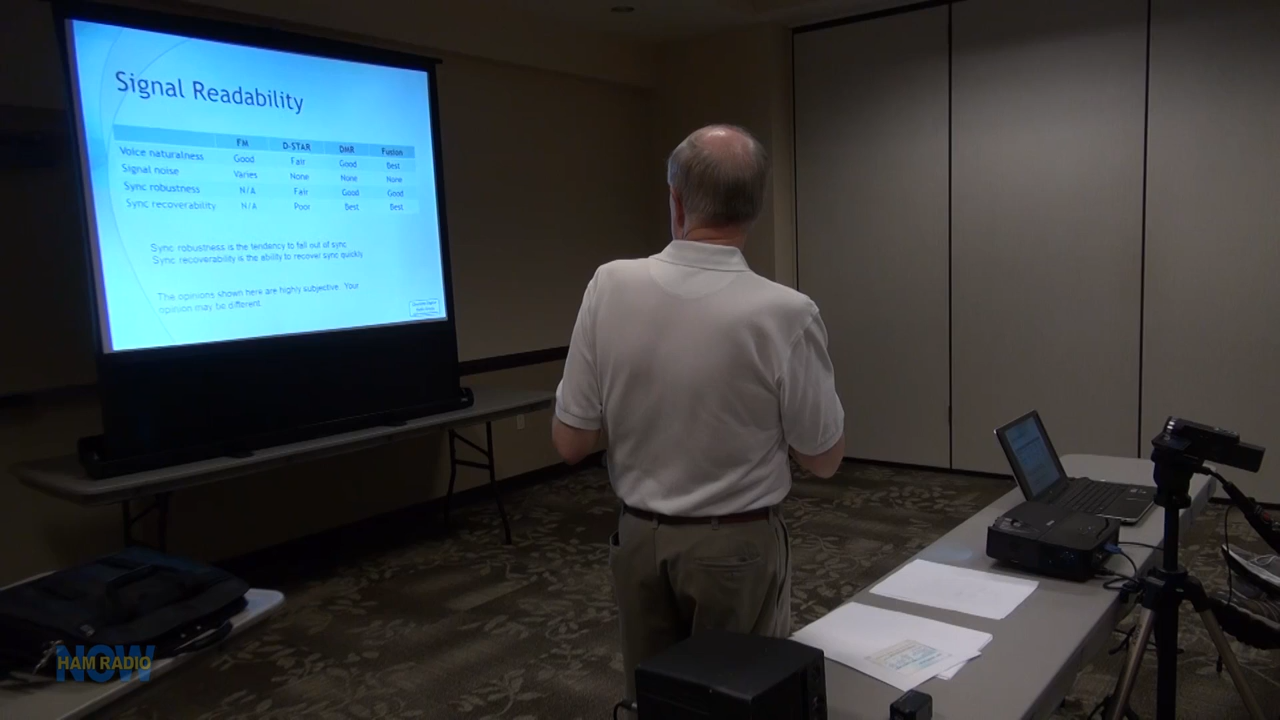 Signal Readability
FM D-STAR DMR Fusion
Voice naturalness Good Fair Good Best
Signal noise Varies None None None
Sync robustness N/A Fair Good Good
Sync recoverability N/A Poor Best Best
Sync robustness is the tendency to fall out of sync
Sync recoverability is the ability to recover sync quickly
The opinions shown here are highly subjective. Your
opinion may be different.
HAM RADIO
NOW